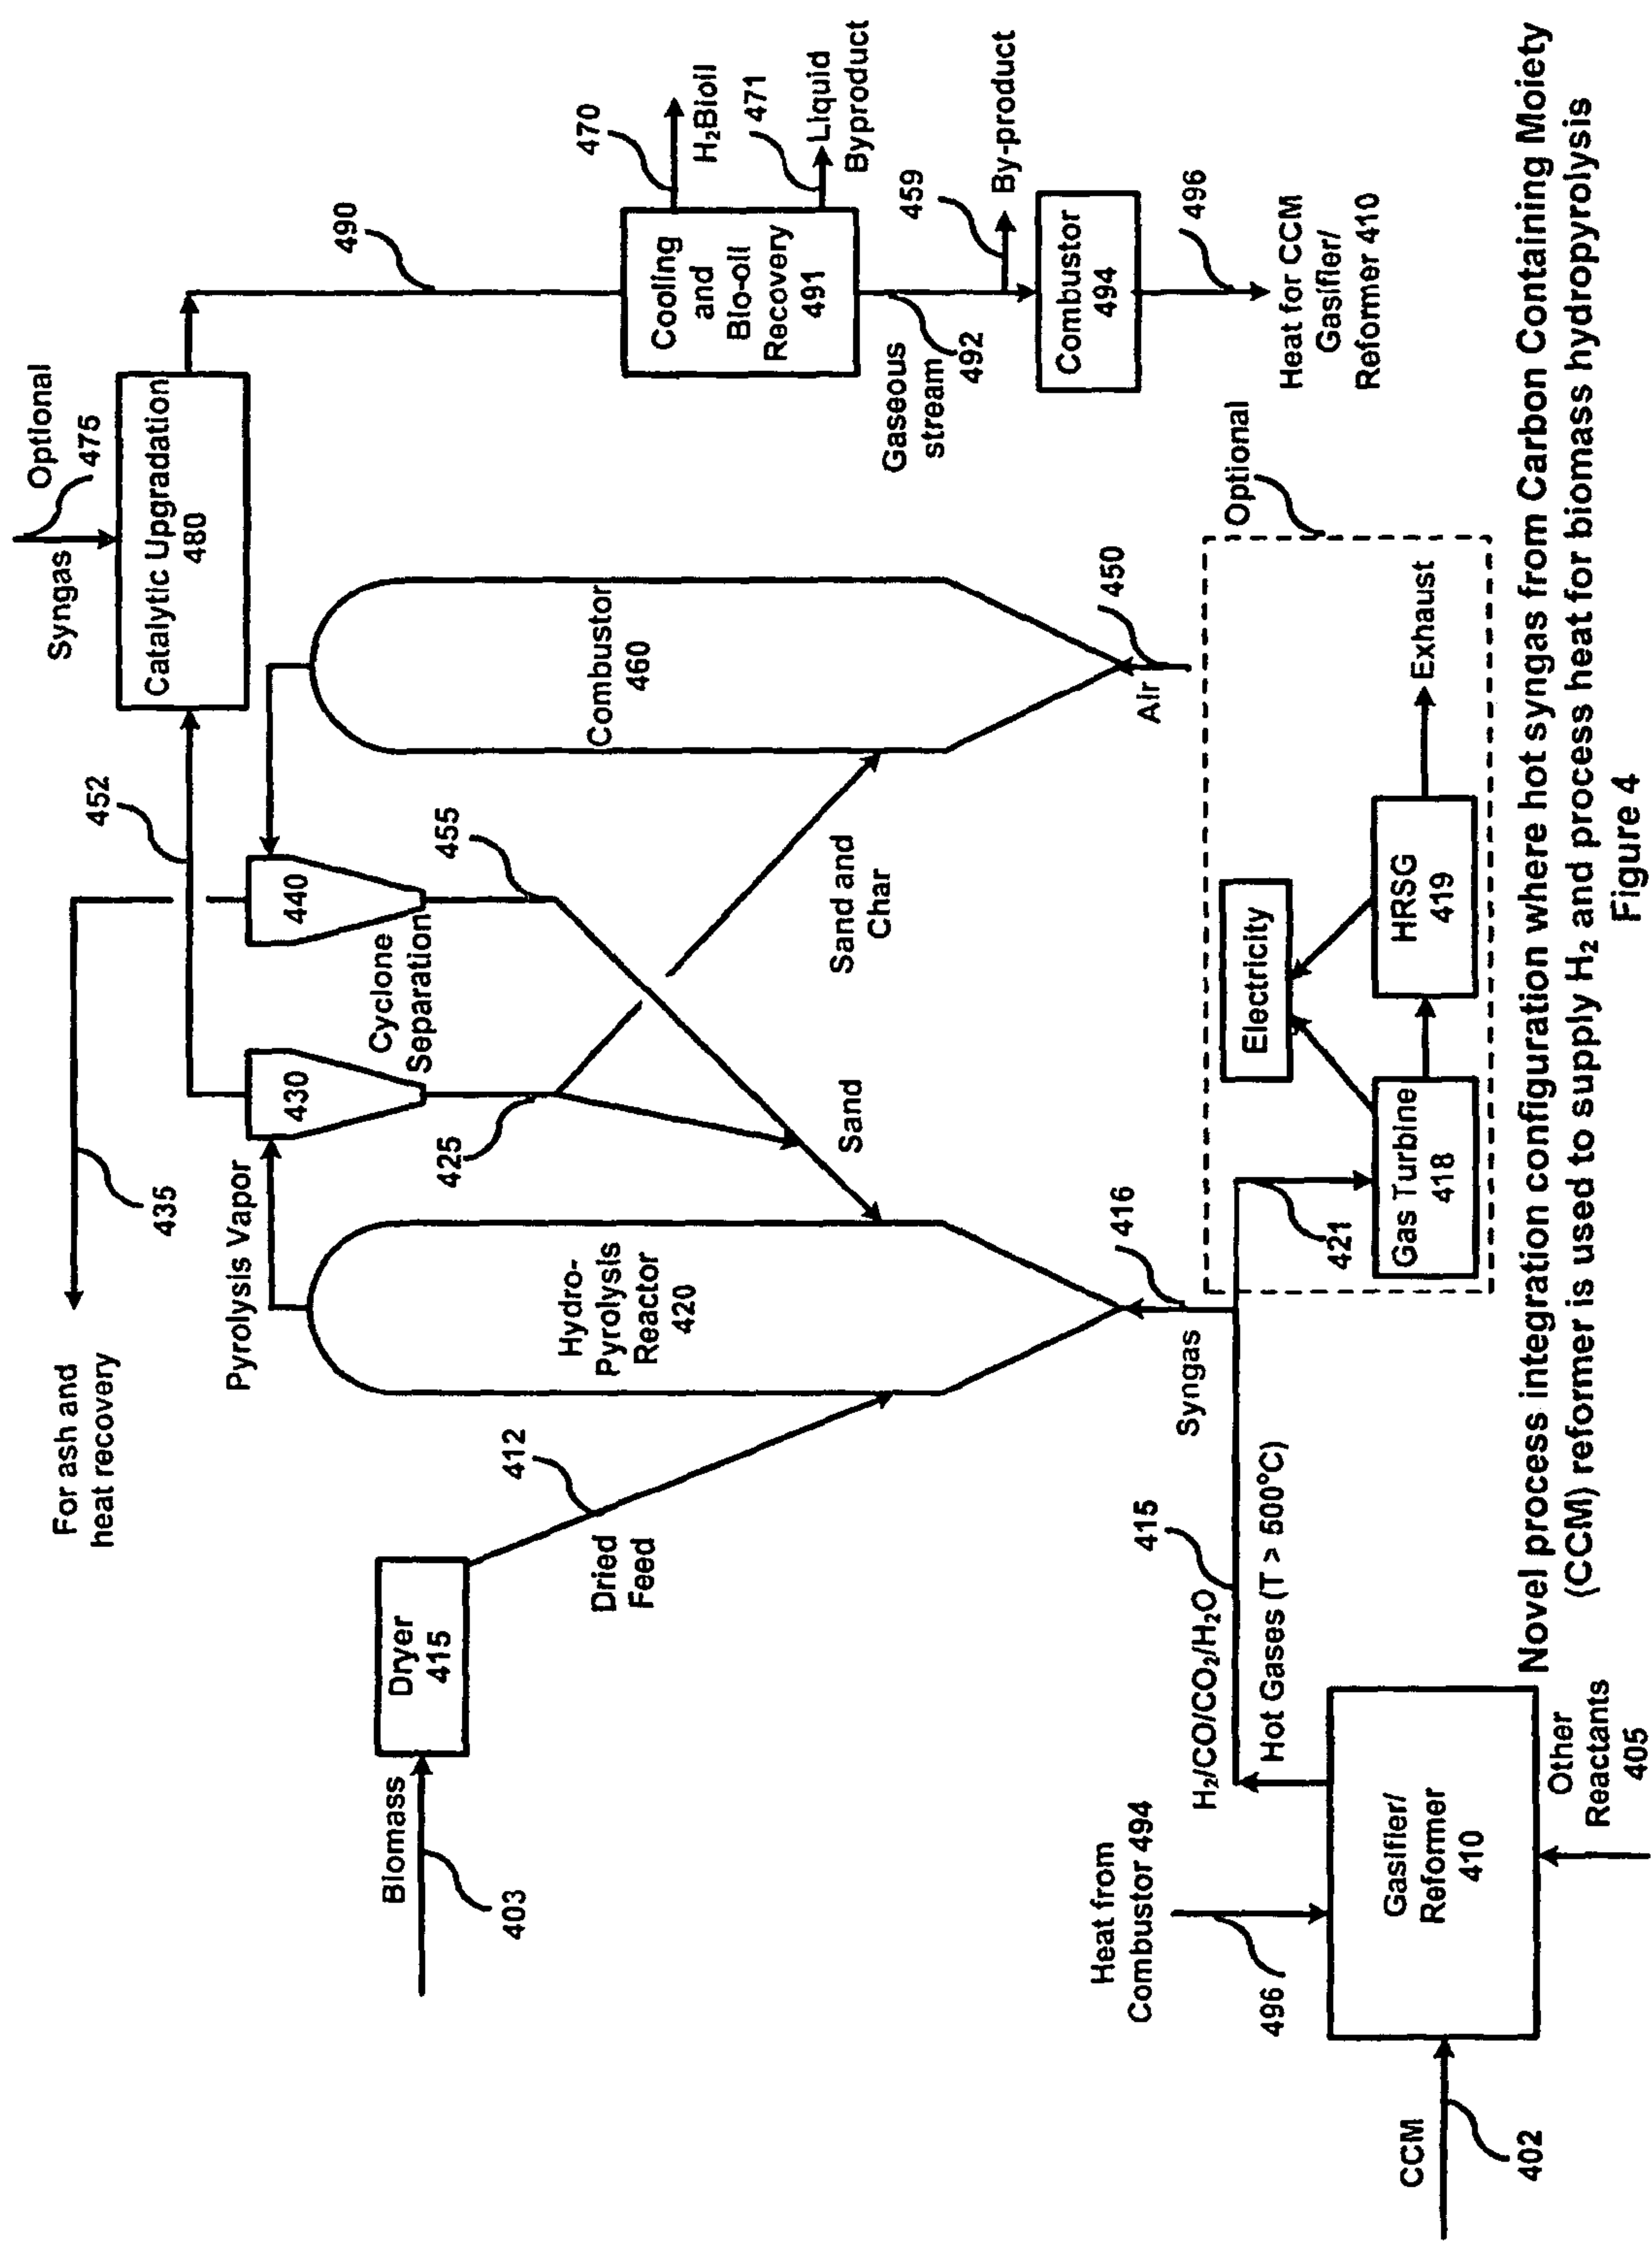 For ash and
heat recovery
435
452
Syngas
Optional
475
Catalytic Upgradation
480
490
Pyrolysis Vapor
430
440
Cyclone
Separation
425
455
Biomass
403
Dryer
415
412
Dried
Feed
Hydro-
Pyrolysis
Reactor
420
Sand
Sand and
Char
Combustor
460
Air
450
Cooling
and
Bio-oil
Recovery
491
470
H₂Bioil
471
Liquid
Byproduct
Gaseous
stream
492
459
By-product
Combustor
494
496
Heat for CCM
Gasifier/
Reformer 410
Heat from
Combustor 494
496
CCM
402
Gasifier/
Reformer
410
Other
Reactants
405
H₂/CO/CO₂/H₂O
415
Hot Gases (T > 500°C)
Syngas
416
421
Gas Turbine
418
Electricity
HRSG
419
Exhaust
Optional
Novel process integration configuration where hot syngas from Carbon Containing Moiety
(CCM) reformer is used to supply H₂ and process heat for biomass hydropyrolysis
Figure 4